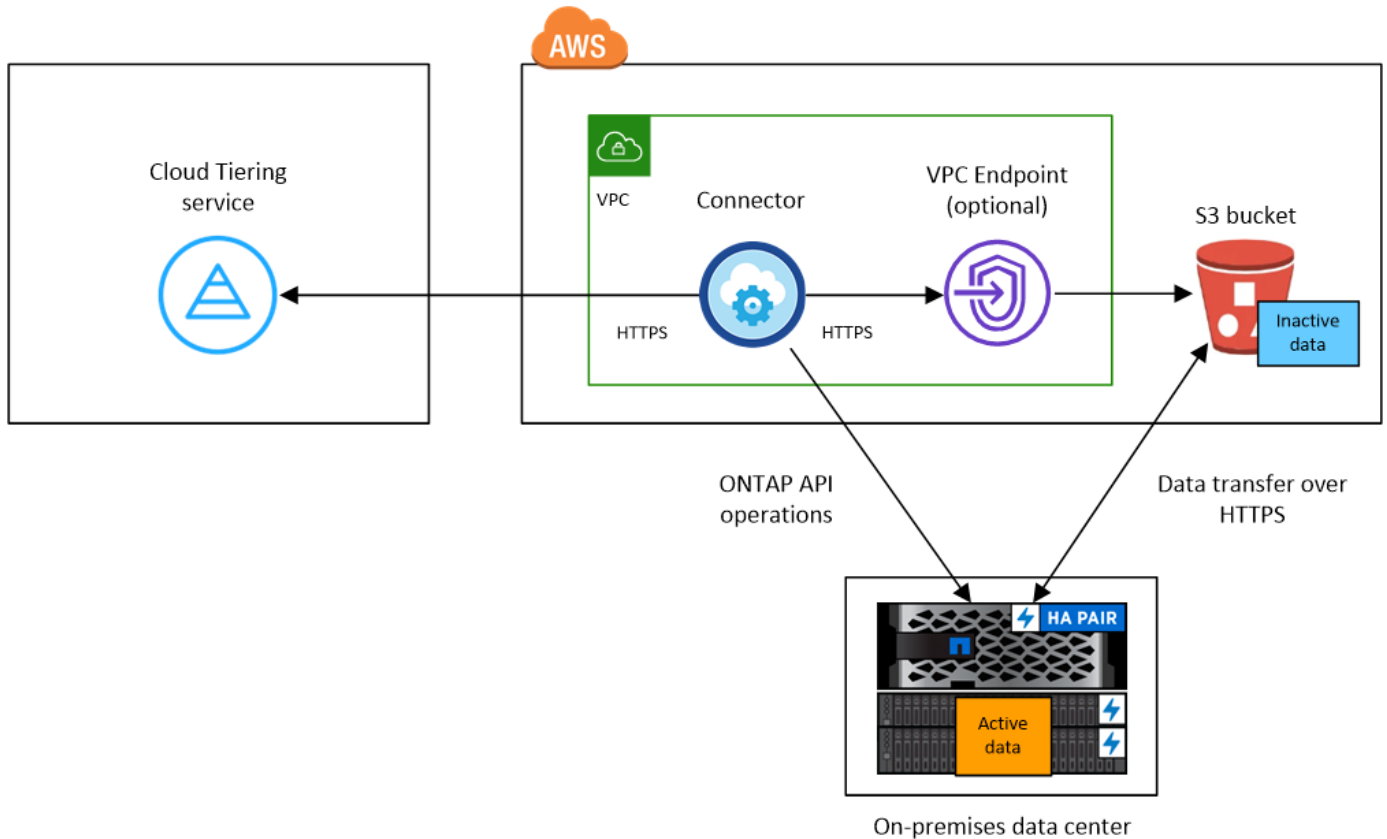 AWS
Cloud Tiering
service
VPC
Connector
VPC Endpoint
(optional)
S3 bucket
HTTPS
HTTPS
Inactive
data
ONTAP API
operations
Data transfer over
HTTPS
HA PAIR
Active
data
On-premises data center